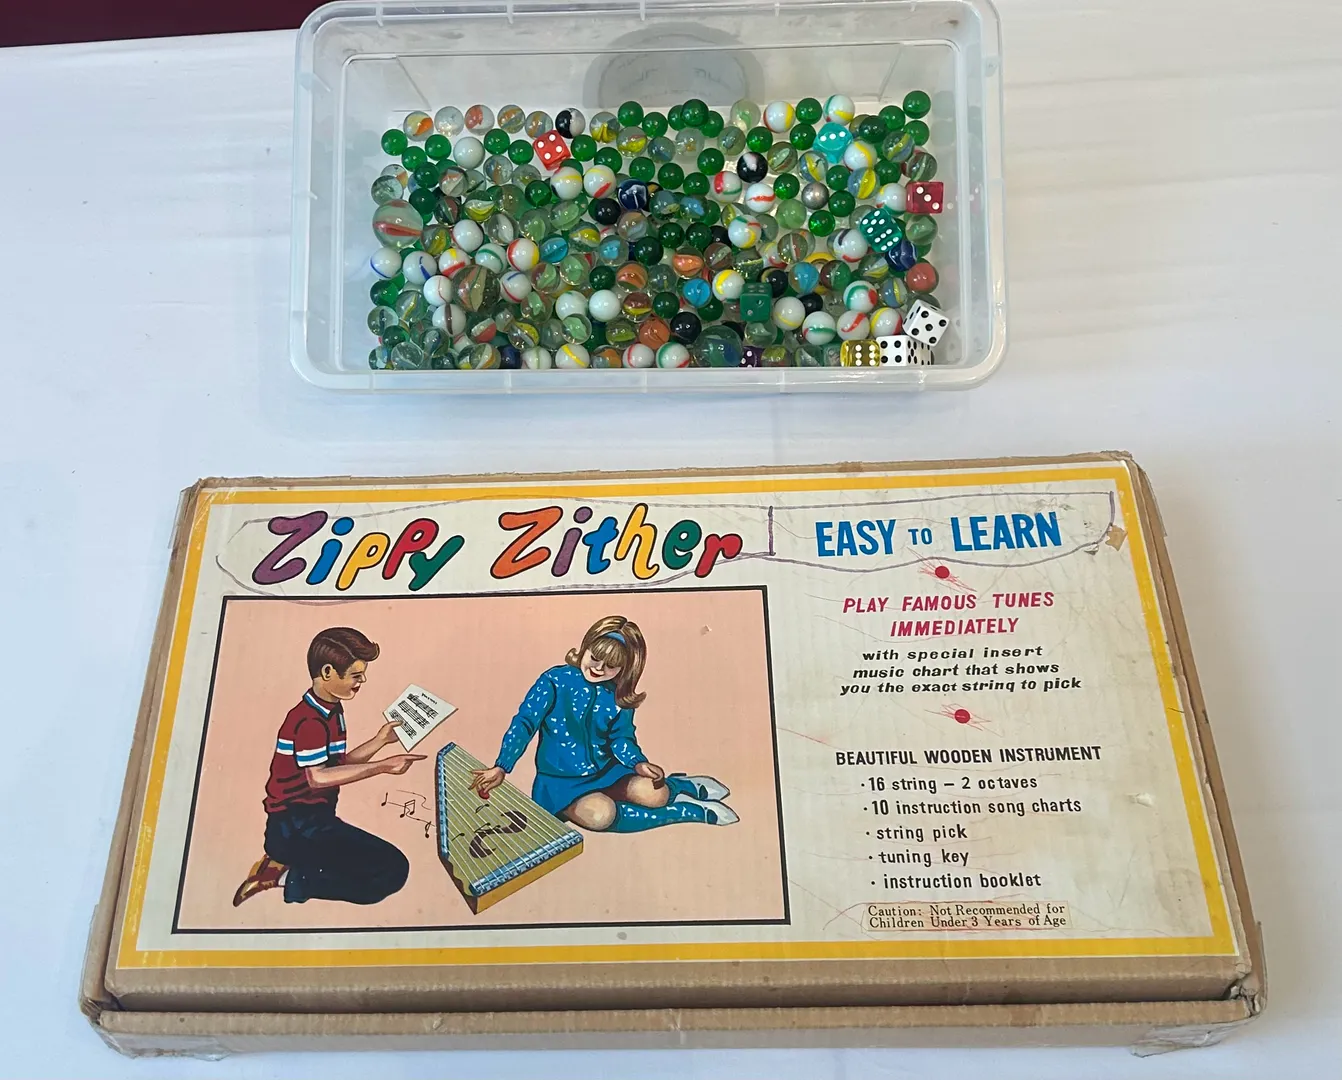 Zippy Zither
EASY TO LEARN
PLAY FAMOUS TUNES
IMMEDIATELY
with special insert
music chart that shows
you the exact string to pick
BEAUTIFUL WOODEN INSTRUMENT
· 16 string – 2 octaves
· 10 instruction song charts
· string pick
· tuning key
· instruction booklet
Caution: Not Recommended for
Children Under 3 Years of Age